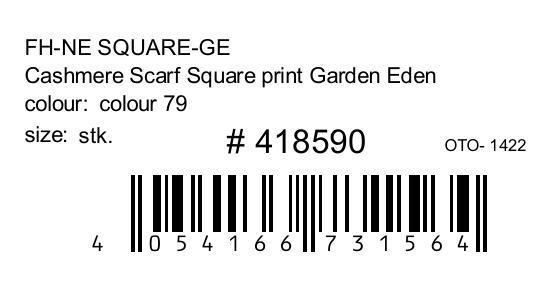 FH-NE SQUARE-GE
Cashmere Scarf Square print Garden Eden
colour: colour 79
size: stk.
# 418590
OTO- 1422
4 054166 731564